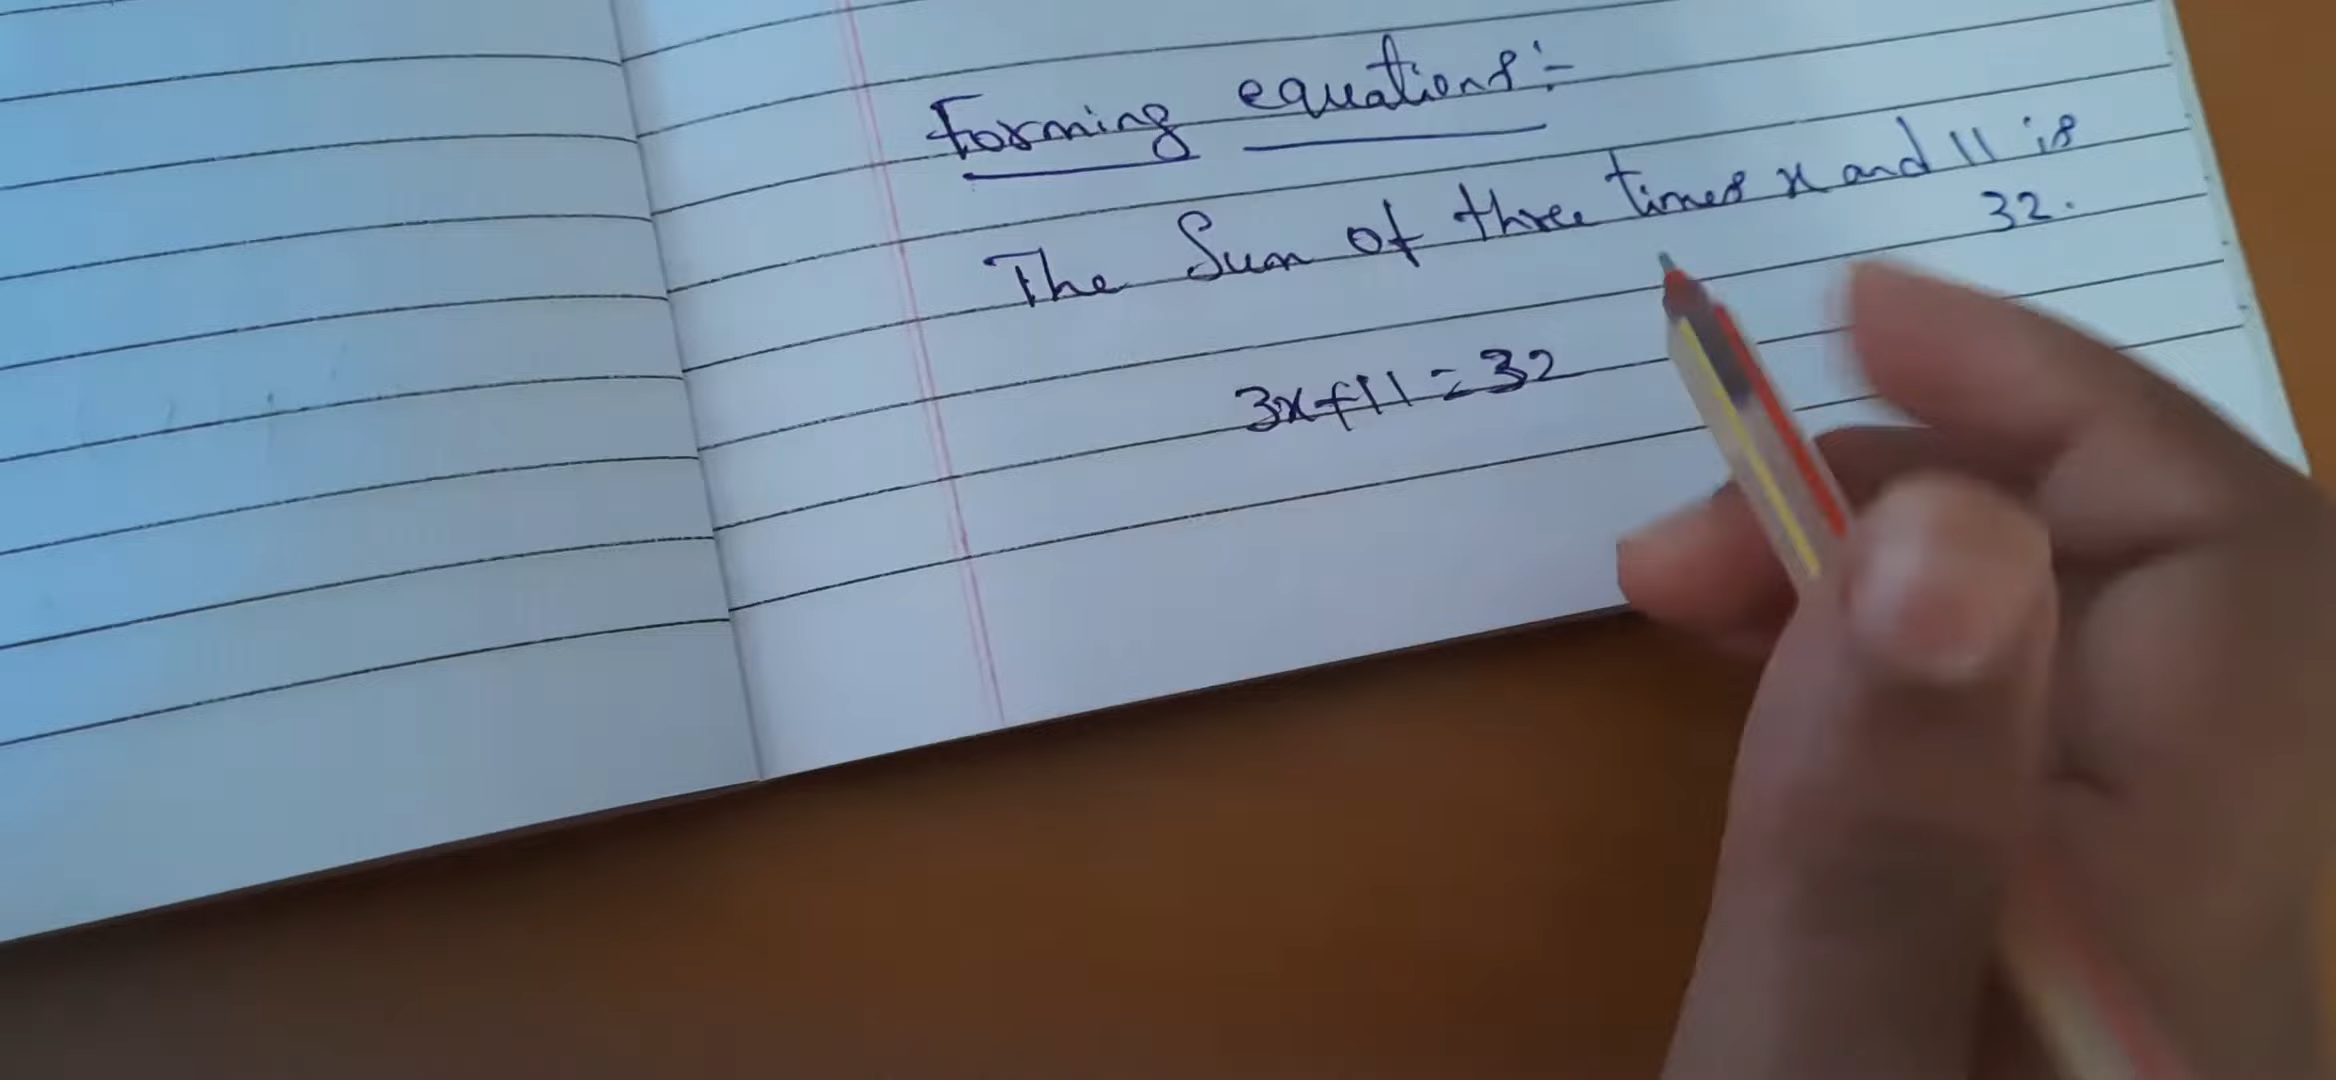 Forming equations:-
The Sum of three times x and 11 is
32.
3x+11=32